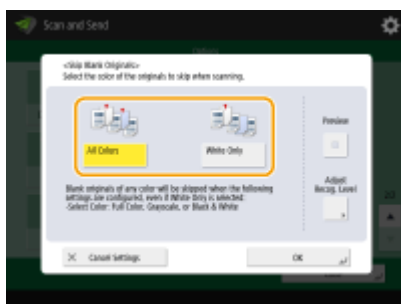 Scan and Send
<Skip Blank Originals>
Select the color of the originals to skip when scanning.
All Colors
White Only
Preview
Adjust
Recog. Level
Blank originals of any color will be skipped when the following
settings are configured, even if White Only is selected:
-Select Color: Full Color, Grayscale, or Black & White
Cancel Settings
OK